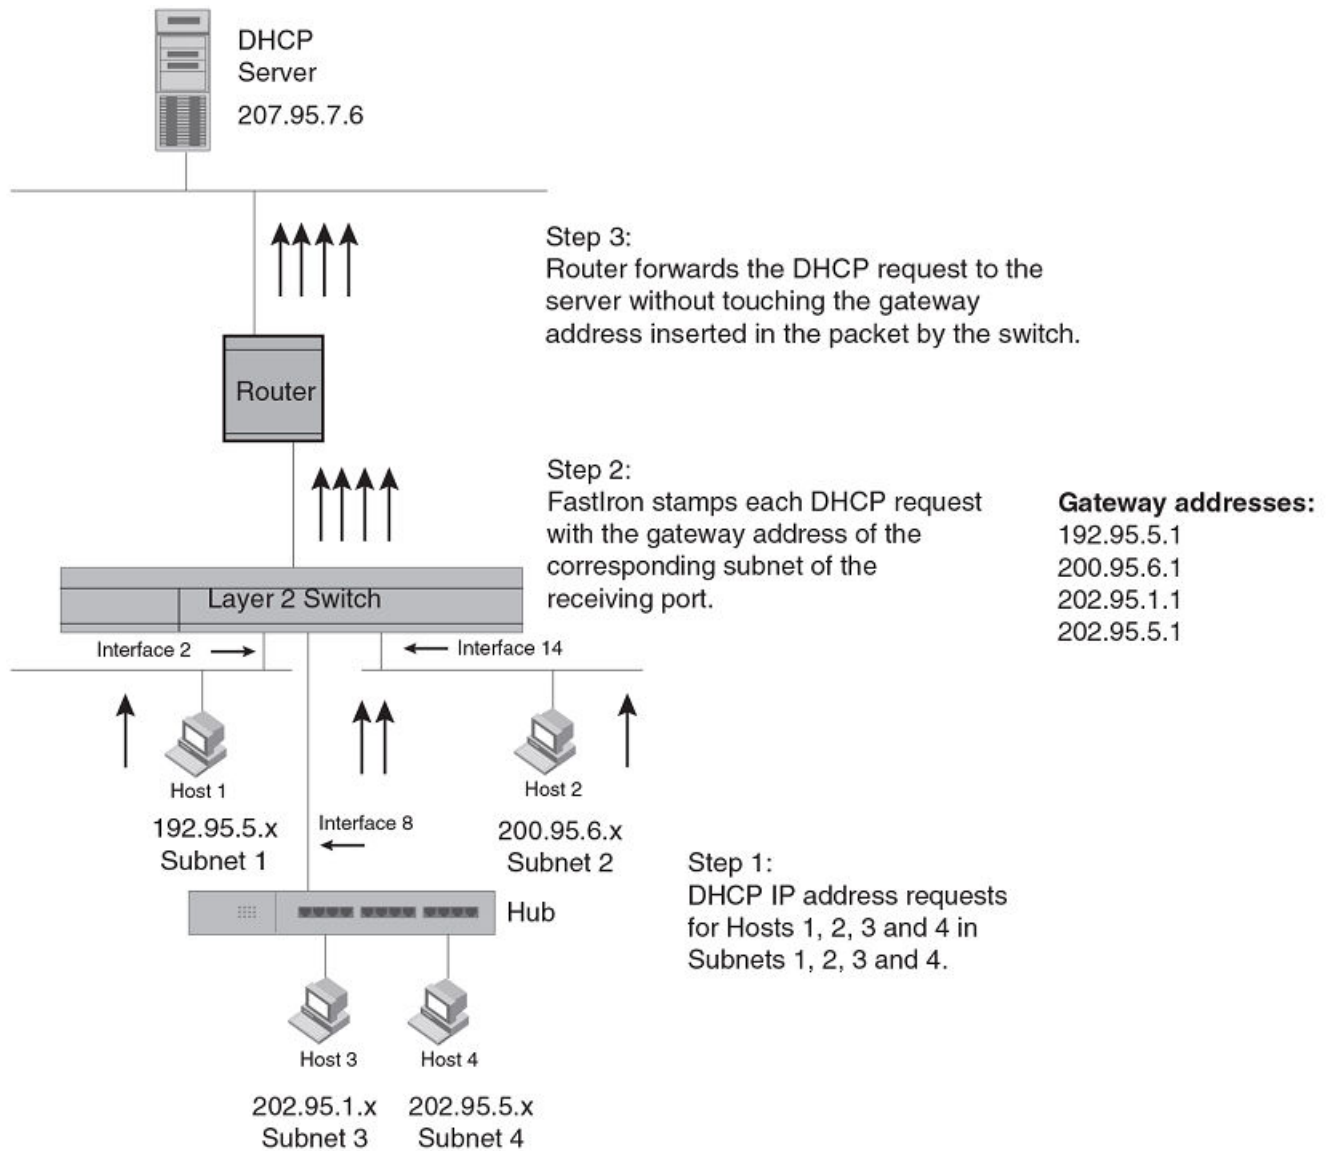 DHCP
Server
207.95.7.6
Step 3:
Router forwards the DHCP request to the
server without touching the gateway
address inserted in the packet by the switch.
Router
Step 2:
FastIron stamps each DHCP request
with the gateway address of the
corresponding subnet of the
receiving port.
Gateway addresses:
192.95.5.1
200.95.6.1
202.95.1.1
202.95.5.1
Layer 2 Switch
Interface 2
Interface 14
Host 1
192.95.5.x
Subnet 1
Interface 8
Host 2
200.95.6.x
Subnet 2
Hub
Step 1:
DHCP IP address requests
for Hosts 1, 2, 3 and 4 in
Subnets 1, 2, 3 and 4.
Host 3
202.95.1.x
Subnet 3
Host 4
202.95.5.x
Subnet 4